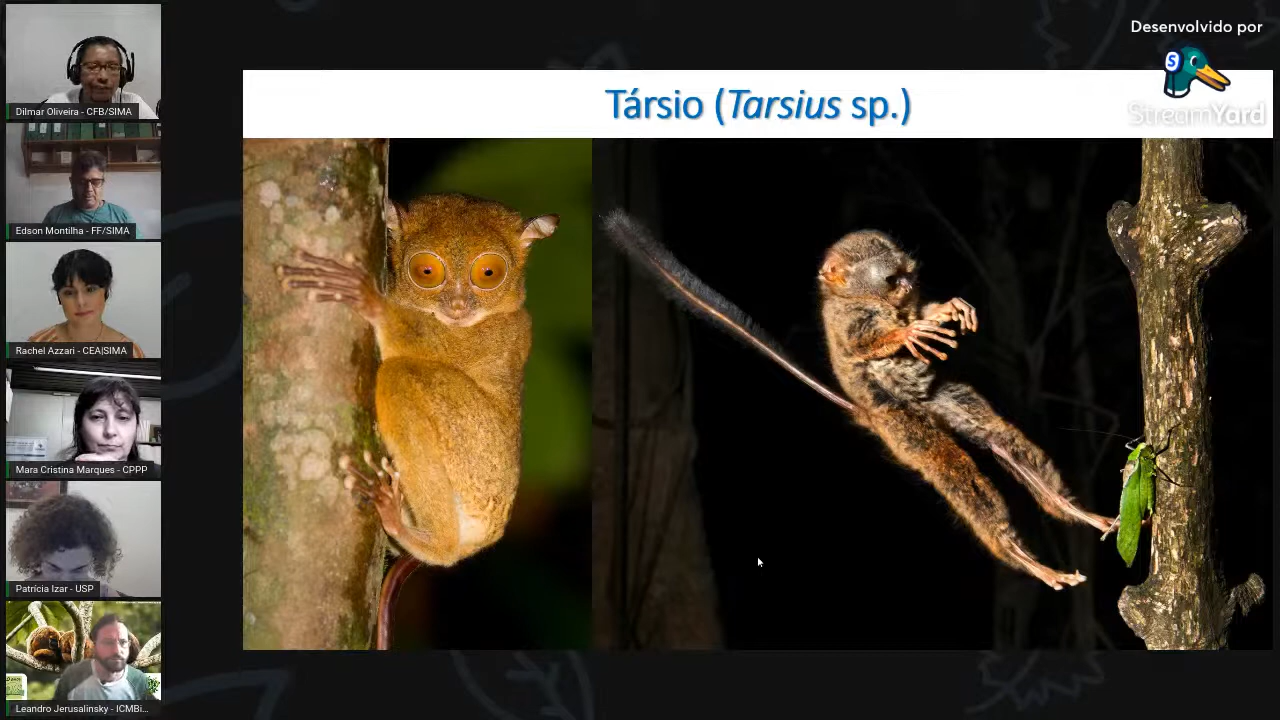 Desenvolvido por
StreamYard
Társio (Tarsius sp.)
Dilmar Oliveira - CFB/SIMA
Edson Montilha - FF/SIMA
Rachel Azzari - CEA|SIMA
Mara Cristina Marques - CPPP
Patrícia Izar - USP
Leandro Jerusalinsky - ICMBi...